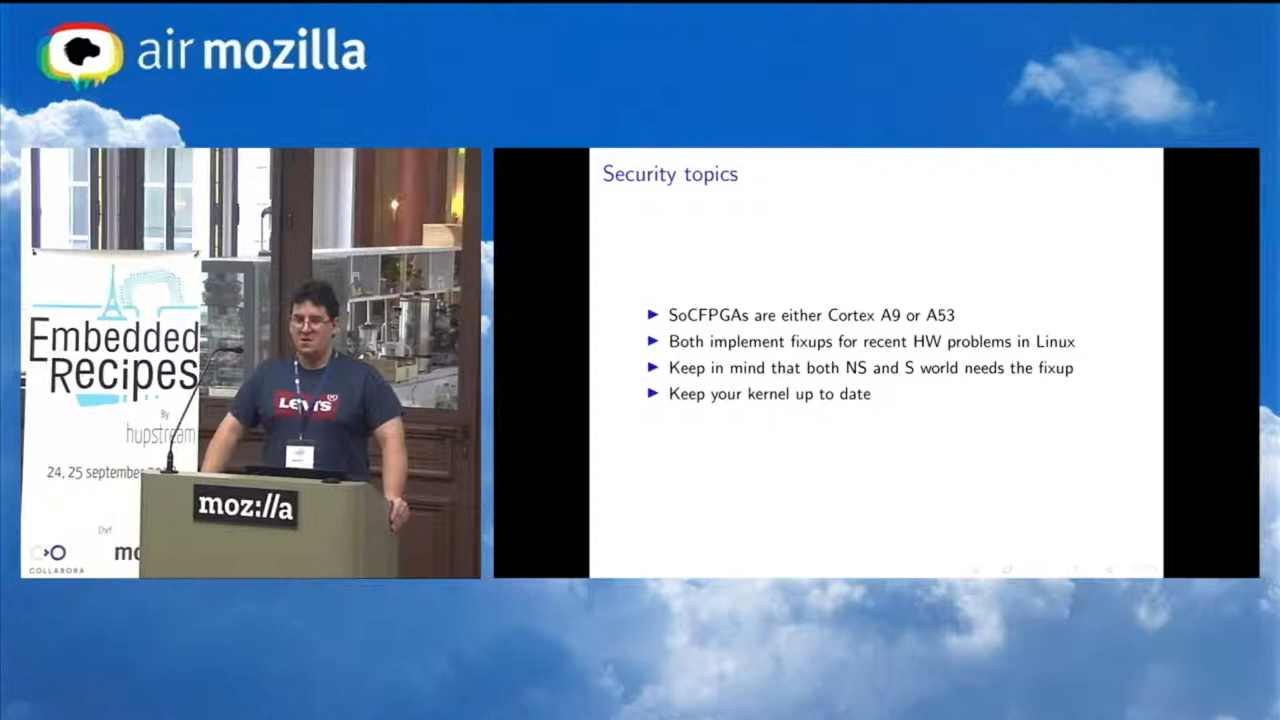 air mozilla
Embedded
Recipes
By
hupstream
24, 25 september
Chef
COLLABORA
LEVI'S
moz://a
Security topics
SoCFPGAs are either Cortex A9 or A53
Both implement fixups for recent HW problems in Linux
Keep in mind that both NS and S world needs the fixup
Keep your kernel up to date